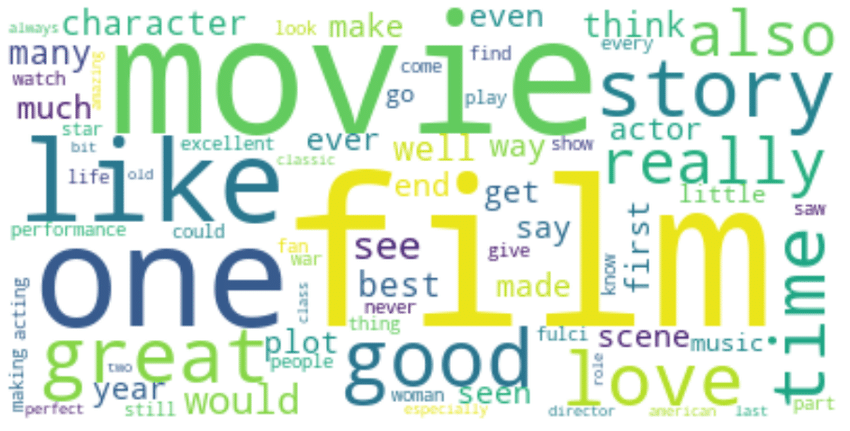 always
character
look
make
even
think
also
many
movie
come
find
every
story
watch
amazing
go
play
much
star
bit
excellent
ever
well
way
show
actor
really
like
life
old
classic
end
get
little
saw
performance
could
film
fan
war
see
say
give
first
know
time
one
class
best
never
made
thing
making acting
great
plot
people
good
fulci
scene
music
two
year
perfect
still
would
woman
seen
especially
love
role
director
american
last
part